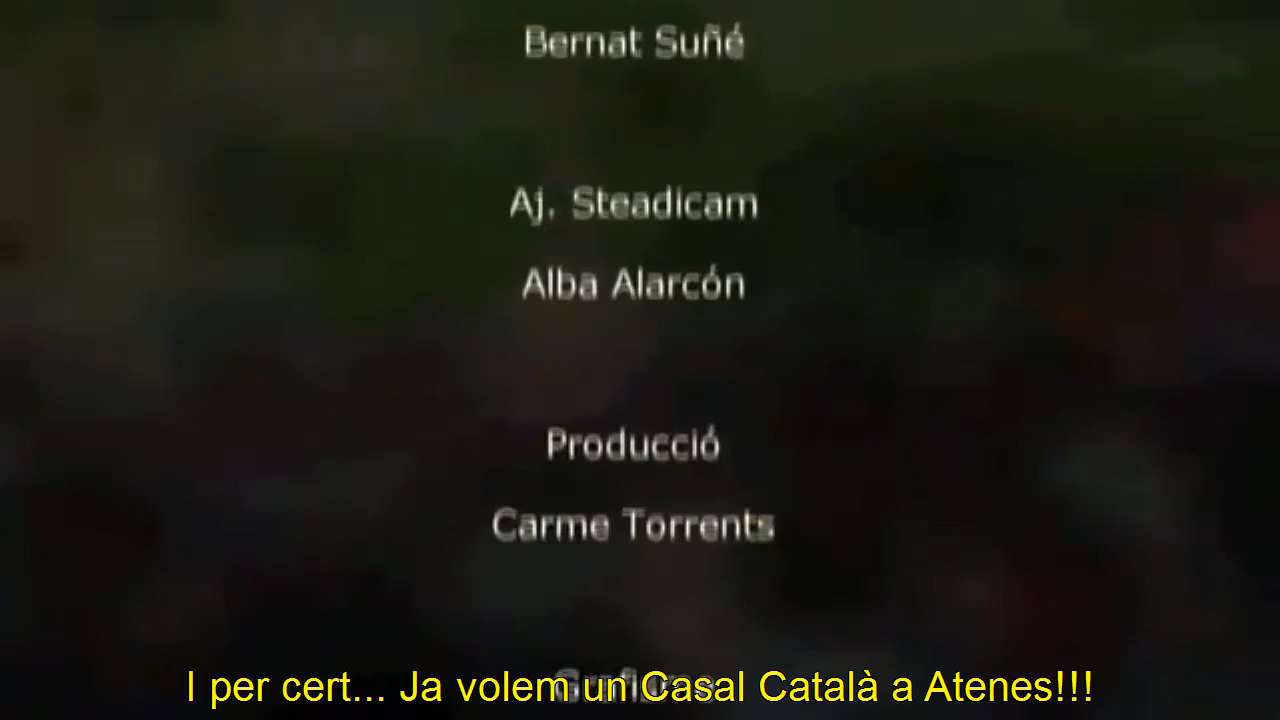 Bernat Suñé
Aj. Steadicam
Alba Alarcón
Producció
Carme Torrents
I per cert... Ja volem un Casal Català a Atenes!!!